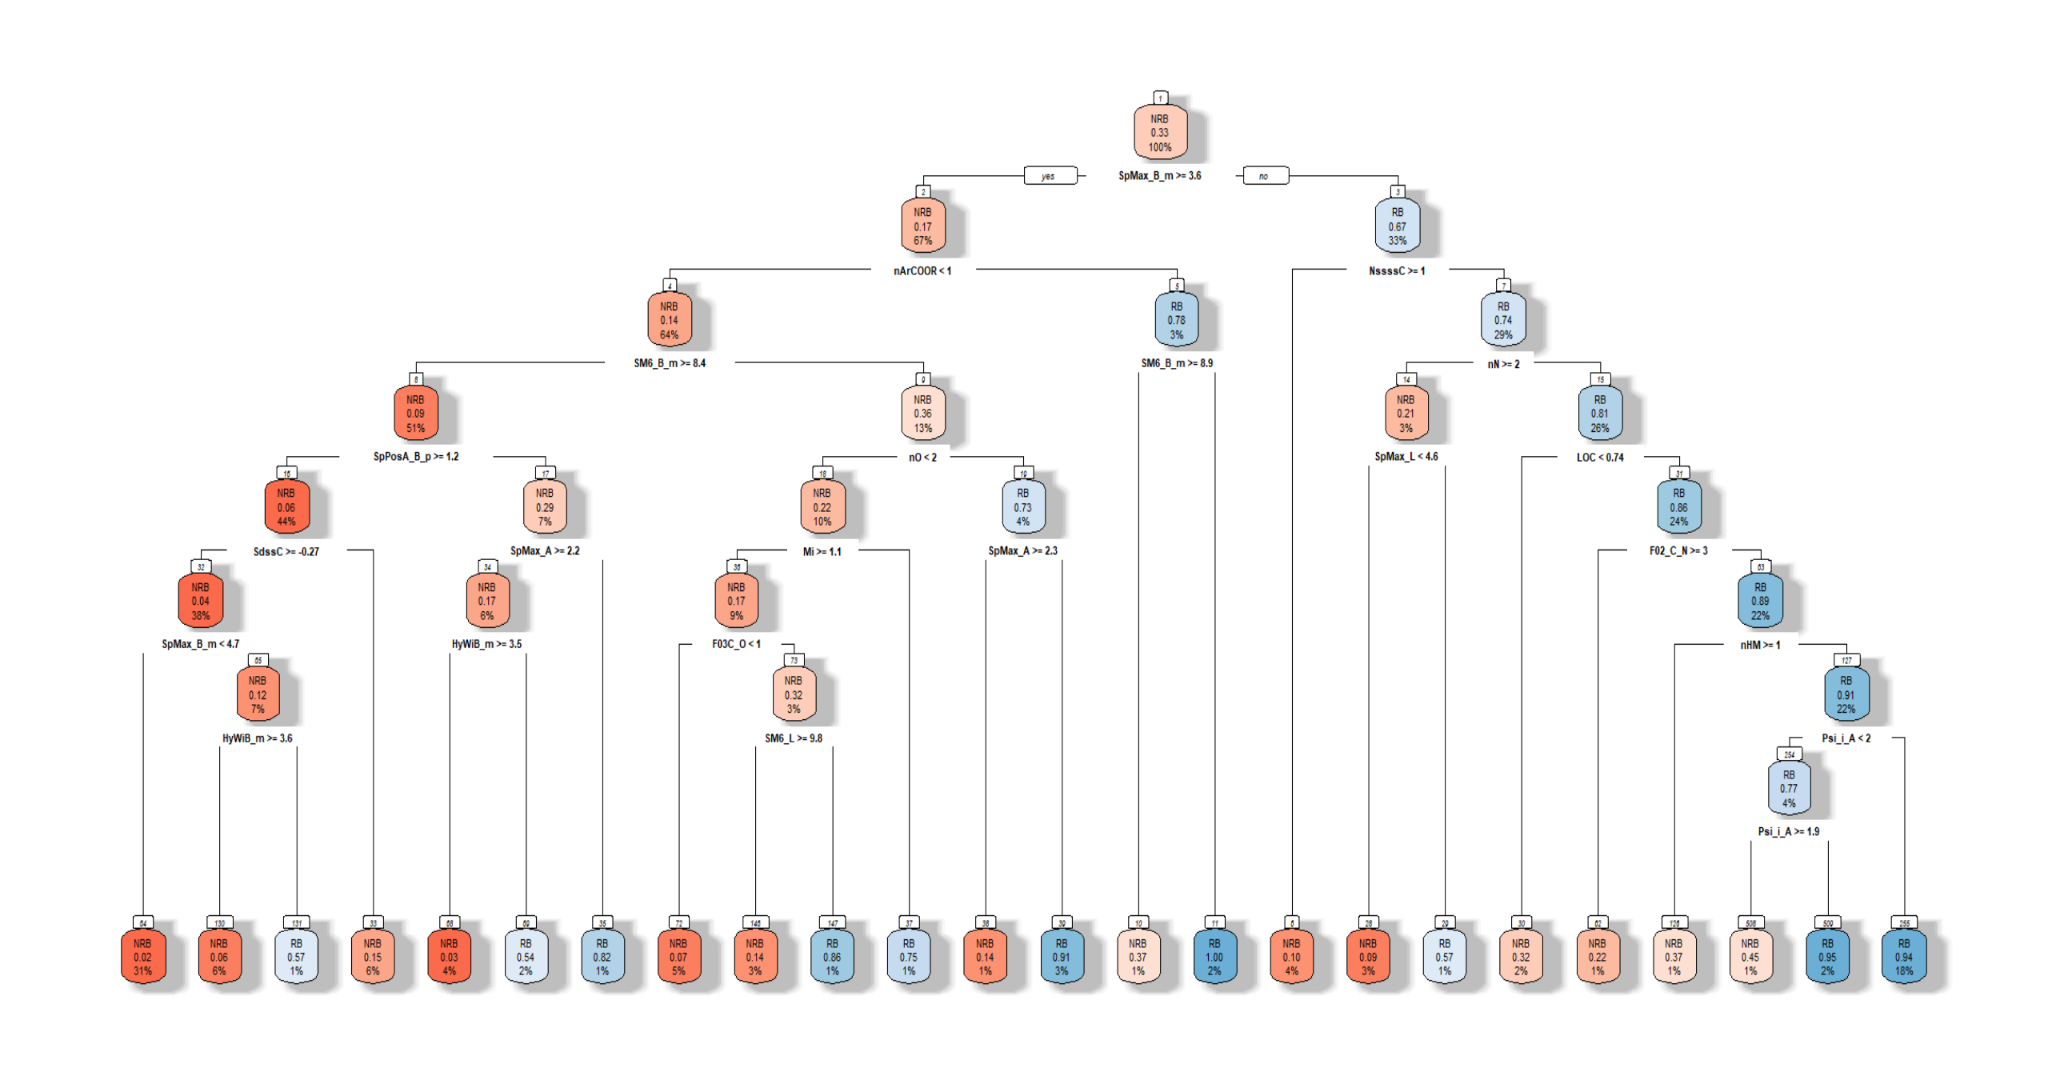 1
NRB
0.33
100%
yes
SpMax_B_m >= 3.6
no
2
NRB
0.17
67%
3
RB
0.67
33%
nArCOOR < 1
NssssC >= 1
4
NRB
0.14
64%
5
RB
0.78
3%
7
RB
0.74
29%
SM6_B_m >= 8.4
SM6_B_m >= 8.9
nN >= 2
8
NRB
0.09
51%
9
NRB
0.36
13%
14
NRB
0.21
3%
15
RB
0.81
26%
SpPosA_B_p >= 1.2
nO < 2
SpMax_L < 4.6
LOC < 0.74
16
NRB
0.06
44%
17
NRB
0.29
7%
18
NRB
0.22
10%
19
RB
0.73
4%
31
RB
0.86
24%
SdssC >= -0.27
SpMax_A >= 2.2
Mi >= 1.1
SpMax_A >= 2.3
F02_C_N >= 3
32
NRB
0.04
38%
34
NRB
0.17
6%
36
NRB
0.17
9%
63
RB
0.89
22%
SpMax_B_m < 4.7
HyWiB_m >= 3.5
F03C_O < 1
nHM >= 1
65
NRB
0.12
7%
73
NRB
0.32
3%
127
RB
0.91
22%
HyWiB_m >= 3.6
SM6_L >= 9.8
Psi_i_A < 2
254
RB
0.77
4%
Psi_i_A >= 1.9
64
NRB
0.02
31%
130
NRB
0.06
6%
131
RB
0.57
1%
33
NRB
0.15
6%
68
NRB
0.03
4%
69
RB
0.54
2%
35
RB
0.82
1%
72
NRB
0.07
5%
146
NRB
0.14
3%
147
RB
0.86
1%
37
RB
0.75
1%
38
NRB
0.14
1%
39
RB
0.91
3%
10
NRB
0.37
1%
11
RB
1.00
2%
6
NRB
0.10
4%
28
NRB
0.09
3%
29
RB
0.57
1%
30
NRB
0.32
2%
62
NRB
0.22
1%
126
NRB
0.37
1%
508
NRB
0.45
1%
509
RB
0.95
2%
255
RB
0.94
18%